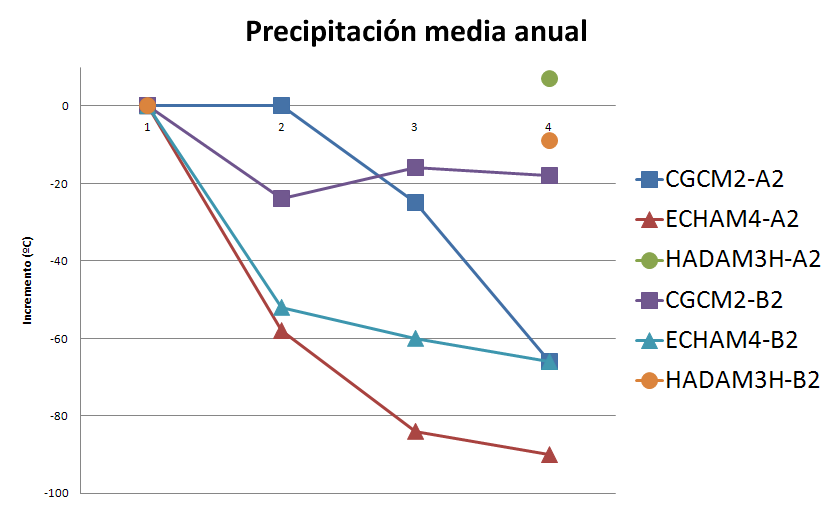 Precipitación media anual
Incremento (ºC)
0
-20
-40
-60
-80
-100
1
2
3
4
CGCM2-A2
ECHAM4-A2
HADAM3H-A2
CGCM2-B2
ECHAM4-B2
HADAM3H-B2